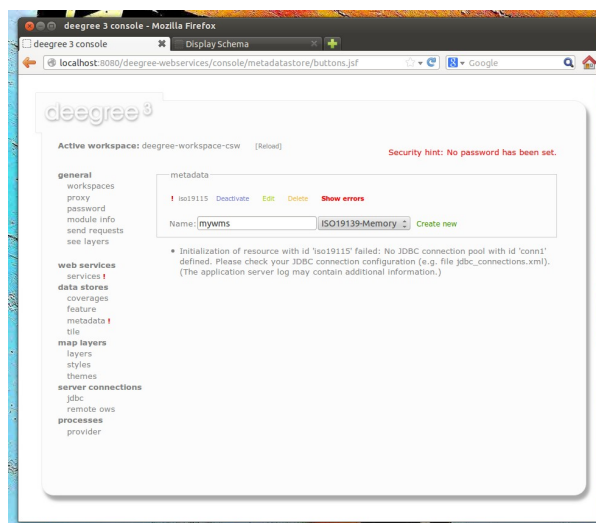 deegree 3 console - Mozilla Firefox
deegree 3 console
Display Schema
localhost:8080/deegree-webservices/console/metadatastore/buttons.jsf
Google
deegree 3
Active workspace: deegree-workspace-csw [Reload]
Security hint: No password has been set.
general
workspaces
proxy
password
module info
send requests
see layers
web services
services !
data stores
coverages
feature
metadata !
tile
map layers
layers
styles
themes
server connections
jdbc
remote ows
processes
provider
metadata
! iso19115 Deactivate Edit Delete Show errors
Name: mywms ISO19139-Memory Create new
• Initialization of resource with id 'iso19115' failed: No JDBC connection pool with id 'conn1'
defined. Please check your JDBC connection configuration (e.g. file jdbc_connections.xml).
(The application server log may contain additional information.)